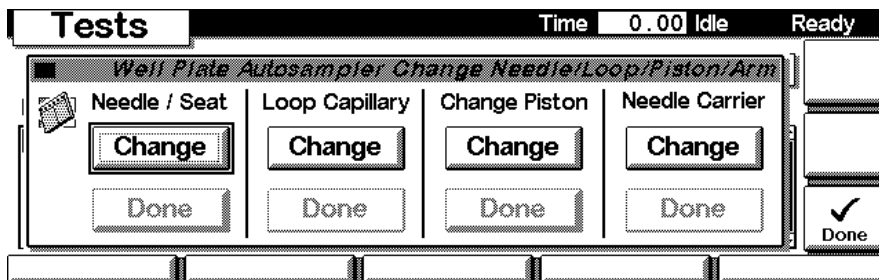 Tests Time 0.00 Idle Ready
Well Plate Autosampler Change Needle/Loop/Piston/Arm
Needle / Seat Loop Capillary Change Piston Needle Carrier
Change Change Change Change
Done Done Done Done
Done